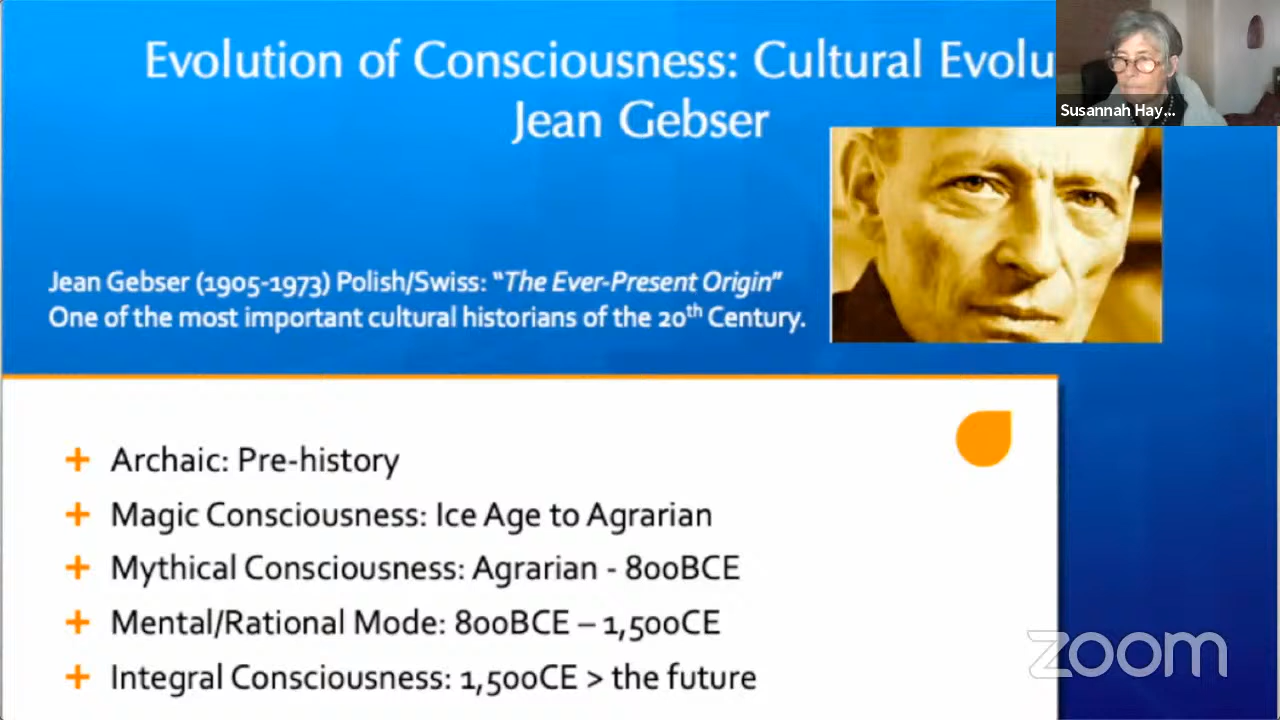 Evolution of Consciousness: Cultural Evolu
Jean Gebser
Susannah Hay...
Jean Gebser (1905-1973) Polish/Swiss: “The Ever-Present Origin”
One of the most important cultural historians of the 20th Century.
Archaic: Pre-history
Magic Consciousness: Ice Age to Agrarian
Mythical Consciousness: Agrarian - 800BCE
Mental/Rational Mode: 800BCE – 1,500CE
Integral Consciousness: 1,500CE > the future
zoom